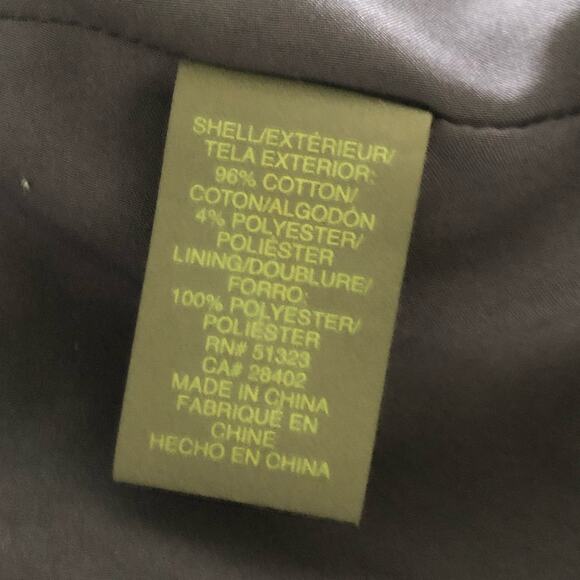 SHELL/EXTÉRIEUR/
TELA EXTERIOR:
96% COTTON/
COTON/ALGODÓN
4% POLYESTER/
POLIÉSTER
LINING/DOUBLURE/
FORRO:
100% POLYESTER/
POLIÉSTER
RN# 51323
CA# 28402
MADE IN CHINA
FABRIQUÉ EN
CHINE
HECHO EN CHINA